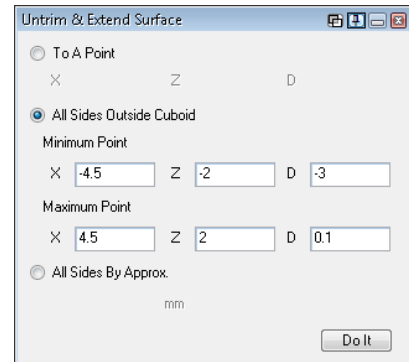 Untrim & Extend Surface
To A Point
X Z D
All Sides Outside Cuboid
Minimum Point
X -4.5 Z -2 D -3
Maximum Point
X 4.5 Z 2 D 0.1
All Sides By Approx.
mm
Do It